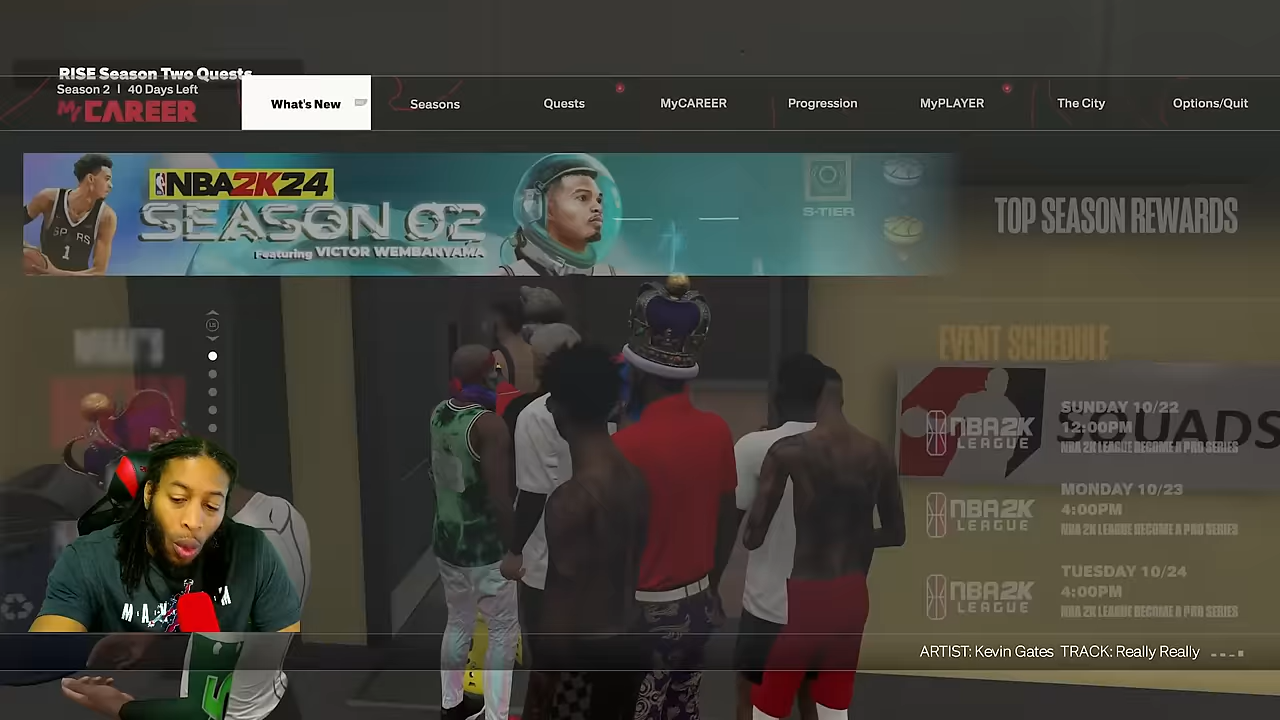 RISE Season Two Quests
Season 2 | 40 Days Left
MyCAREER
What's New
Seasons
Quests
MyCAREER
Progression
MyPLAYER
The City
Options/Quit
NBA2K24
SEASON 02
Featuring VICTOR WEMBANYAMA
SPURS
1
S-TIER
TOP SEASON REWARDS
WHAT'S
EVENT SCHEDULE
SQUADS
NBA2K
LEAGUE
SUNDAY 10/22
12:00PM
NBA 2K LEAGUE BECOME A PRO SERIES
NBA2K
LEAGUE
MONDAY 10/23
4:00PM
NBA 2K LEAGUE BECOME A PRO SERIES
NBA2K
LEAGUE
TUESDAY 10/24
4:00PM
NBA 2K LEAGUE BECOME A PRO SERIES
ARTIST: Kevin Gates TRACK: Really Really